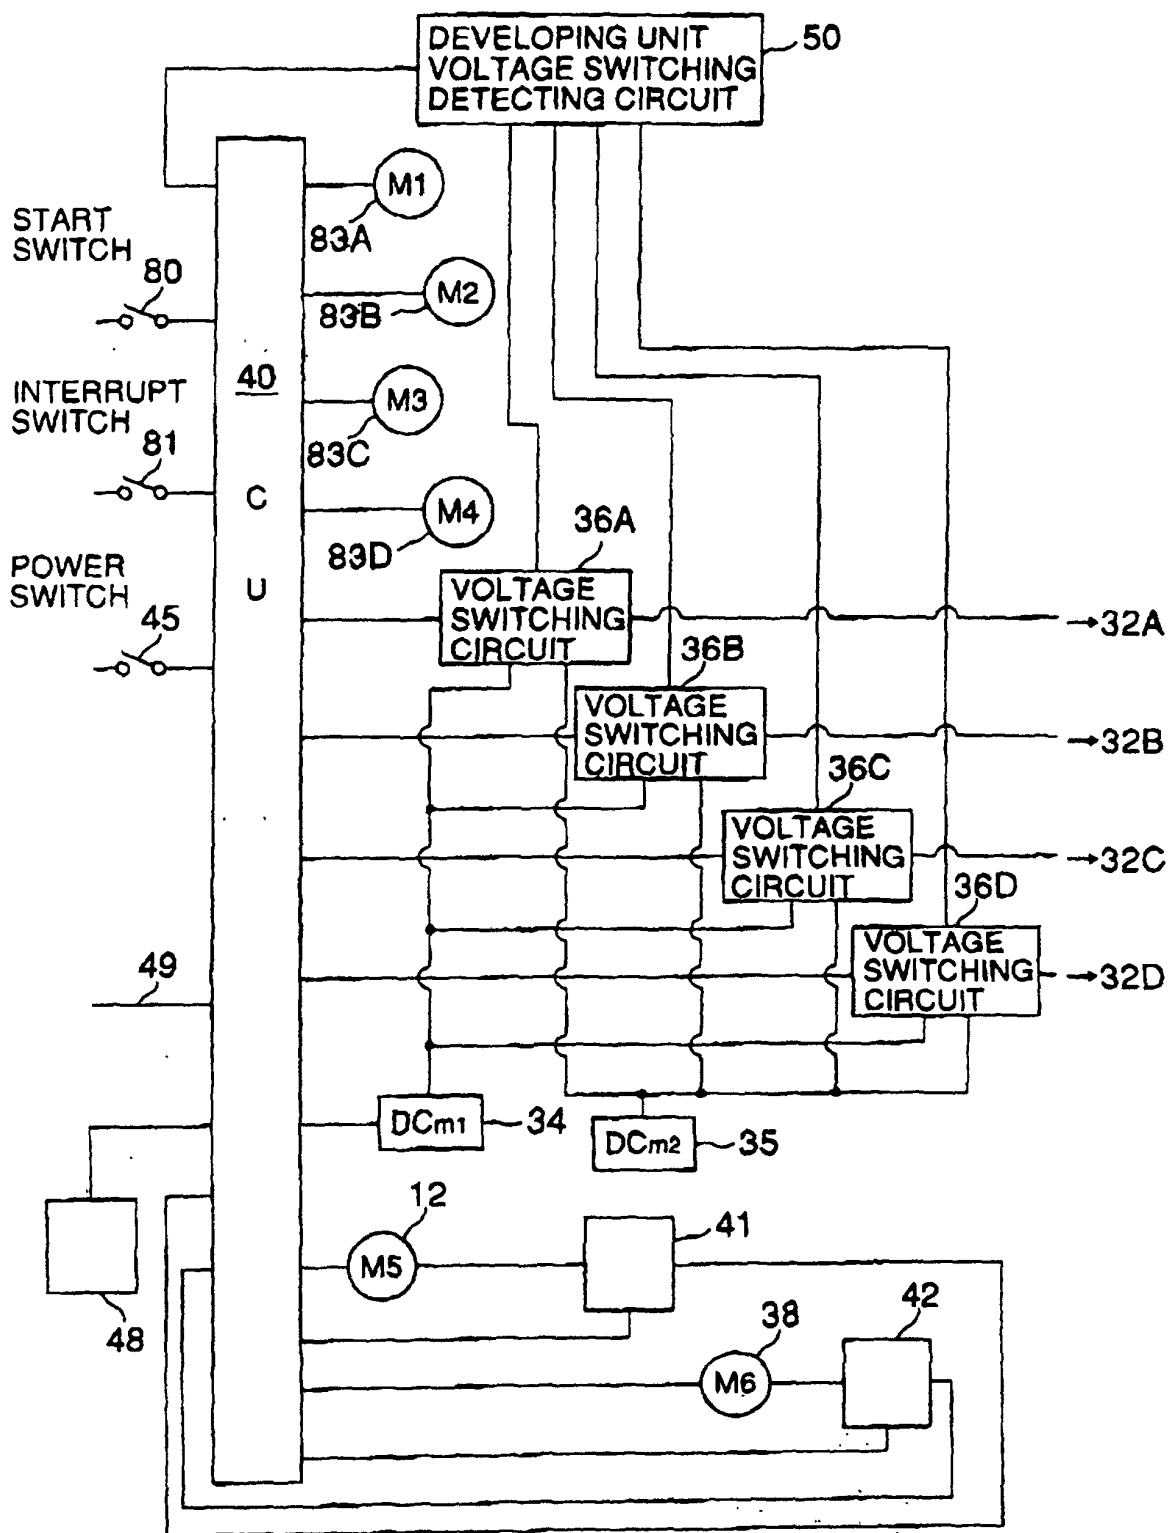 DEVELOPING UNIT
VOLTAGE SWITCHING
DETECTING CIRCUIT
50
M1
83A
START
SWITCH
80
M2
83B
40
INTERRUPT
SWITCH
81
M3
83C
C
U
M4
83D
36A
POWER
SWITCH
45
VOLTAGE
SWITCHING
CIRCUIT
32A
36B
VOLTAGE
SWITCHING
CIRCUIT
32B
36C
VOLTAGE
SWITCHING
CIRCUIT
32C
36D
VOLTAGE
SWITCHING
CIRCUIT
32D
49
DCm1
34
DCm2
35
48
12
M5
41
38
M6
42